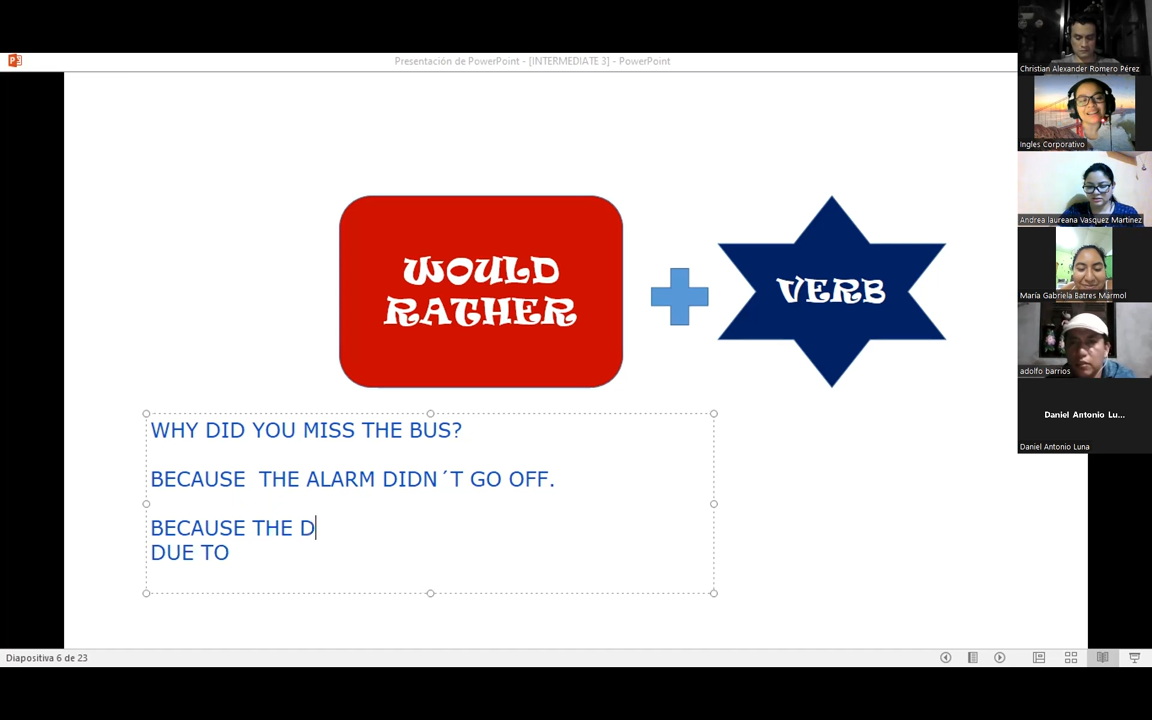 Presentación de PowerPoint - [INTERMEDIATE 3] - PowerPoint
WOULD
RATHER
VERB
WHY DID YOU MISS THE BUS?
BECAUSE  THE ALARM DIDN´T GO OFF.
BECAUSE THE D
DUE TO
Diapositiva 6 de 23
Christian Alexander Romero Pérez
Ingles Corporativo
Andrea laureana Vasquez Martinez
María Gabriela Batres Mármol
adolfo barrios
Daniel Antonio Lu...
Daniel Antonio Luna